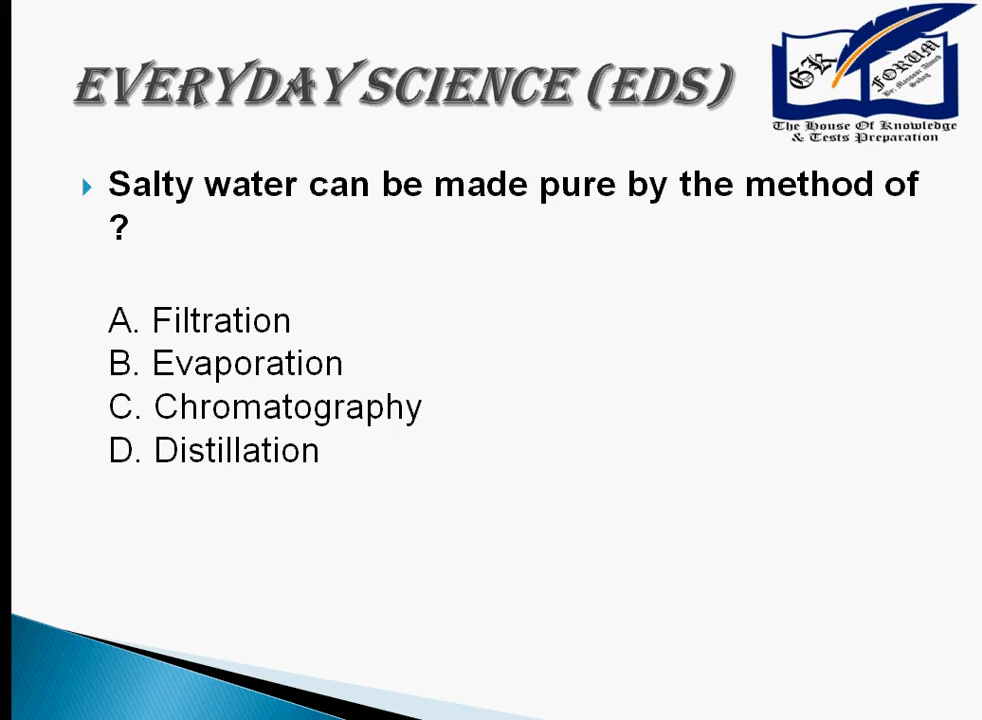 EVERYDAY SCIENCE (EDS)
GK FORUM
The House Of Knowledge
& Tests Preparation
Salty water can be made pure by the method of
?
A. Filtration
B. Evaporation
C. Chromatography
D. Distillation